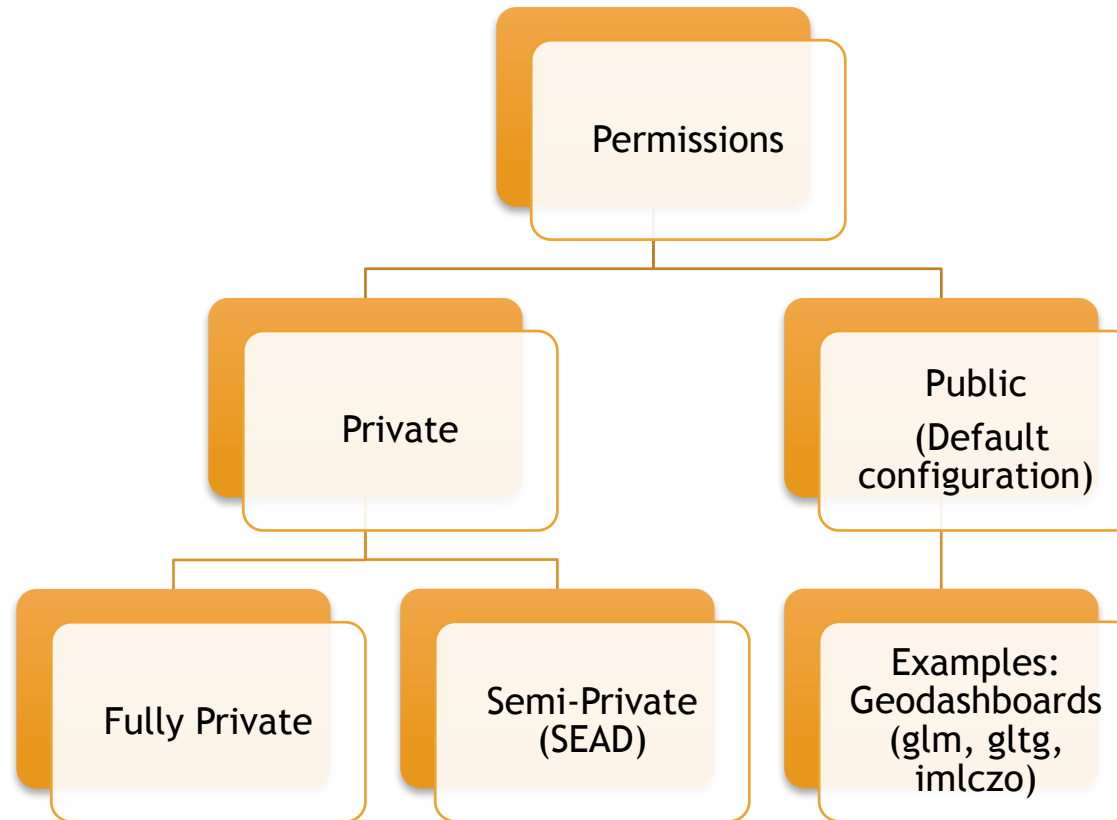 Permissions
Private
Public
(Default
configuration)
Fully Private
Semi-Private
(SEAD)
Examples:
Geodashboards
(glm, gltg,
imlczo)